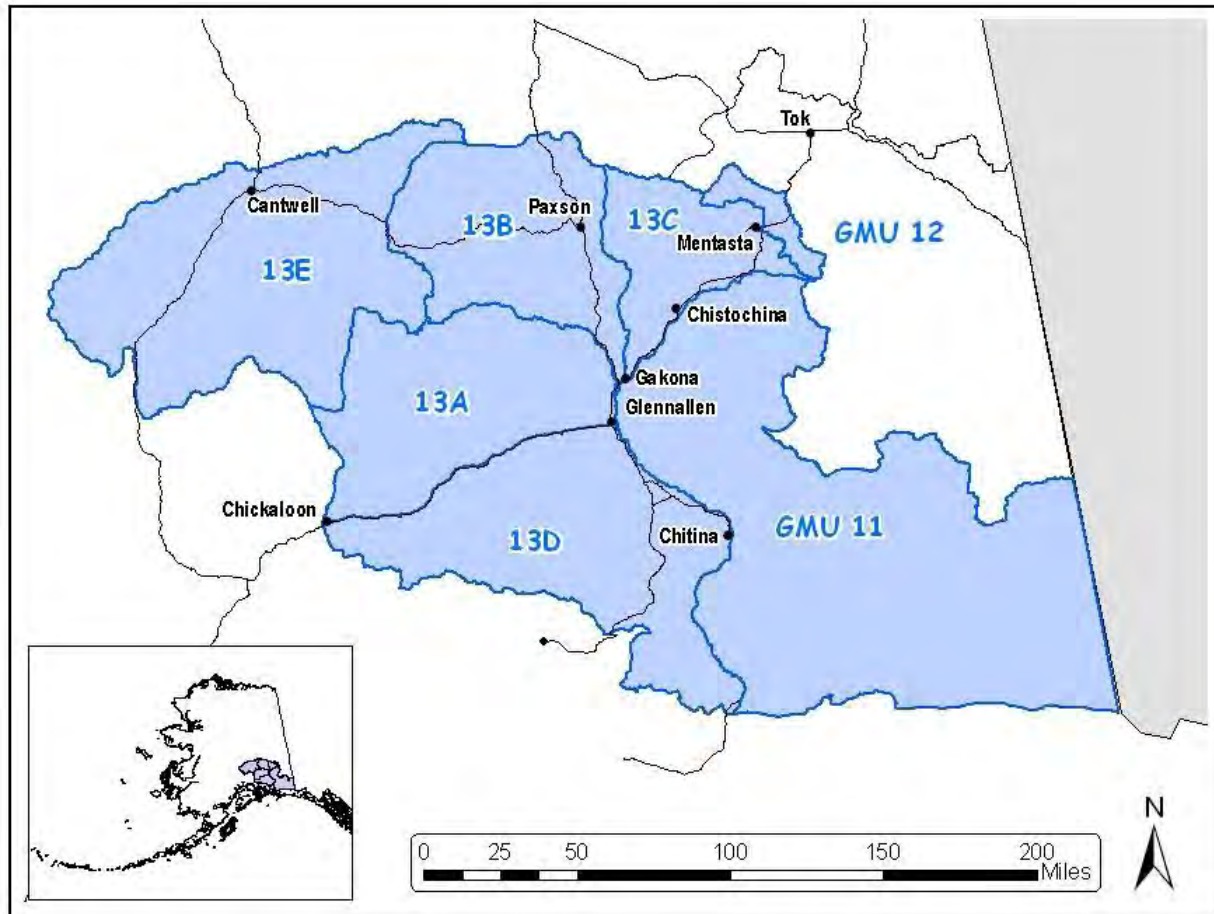 Tok
Cantwell
Paxson
13B
13C
Mentasta
GMU 12
13E
Chistochina
Gakona
13A
Glennallen
Chickaloon
13D
Chitina
GMU 11
N
0 25 50 100 150 200
Miles